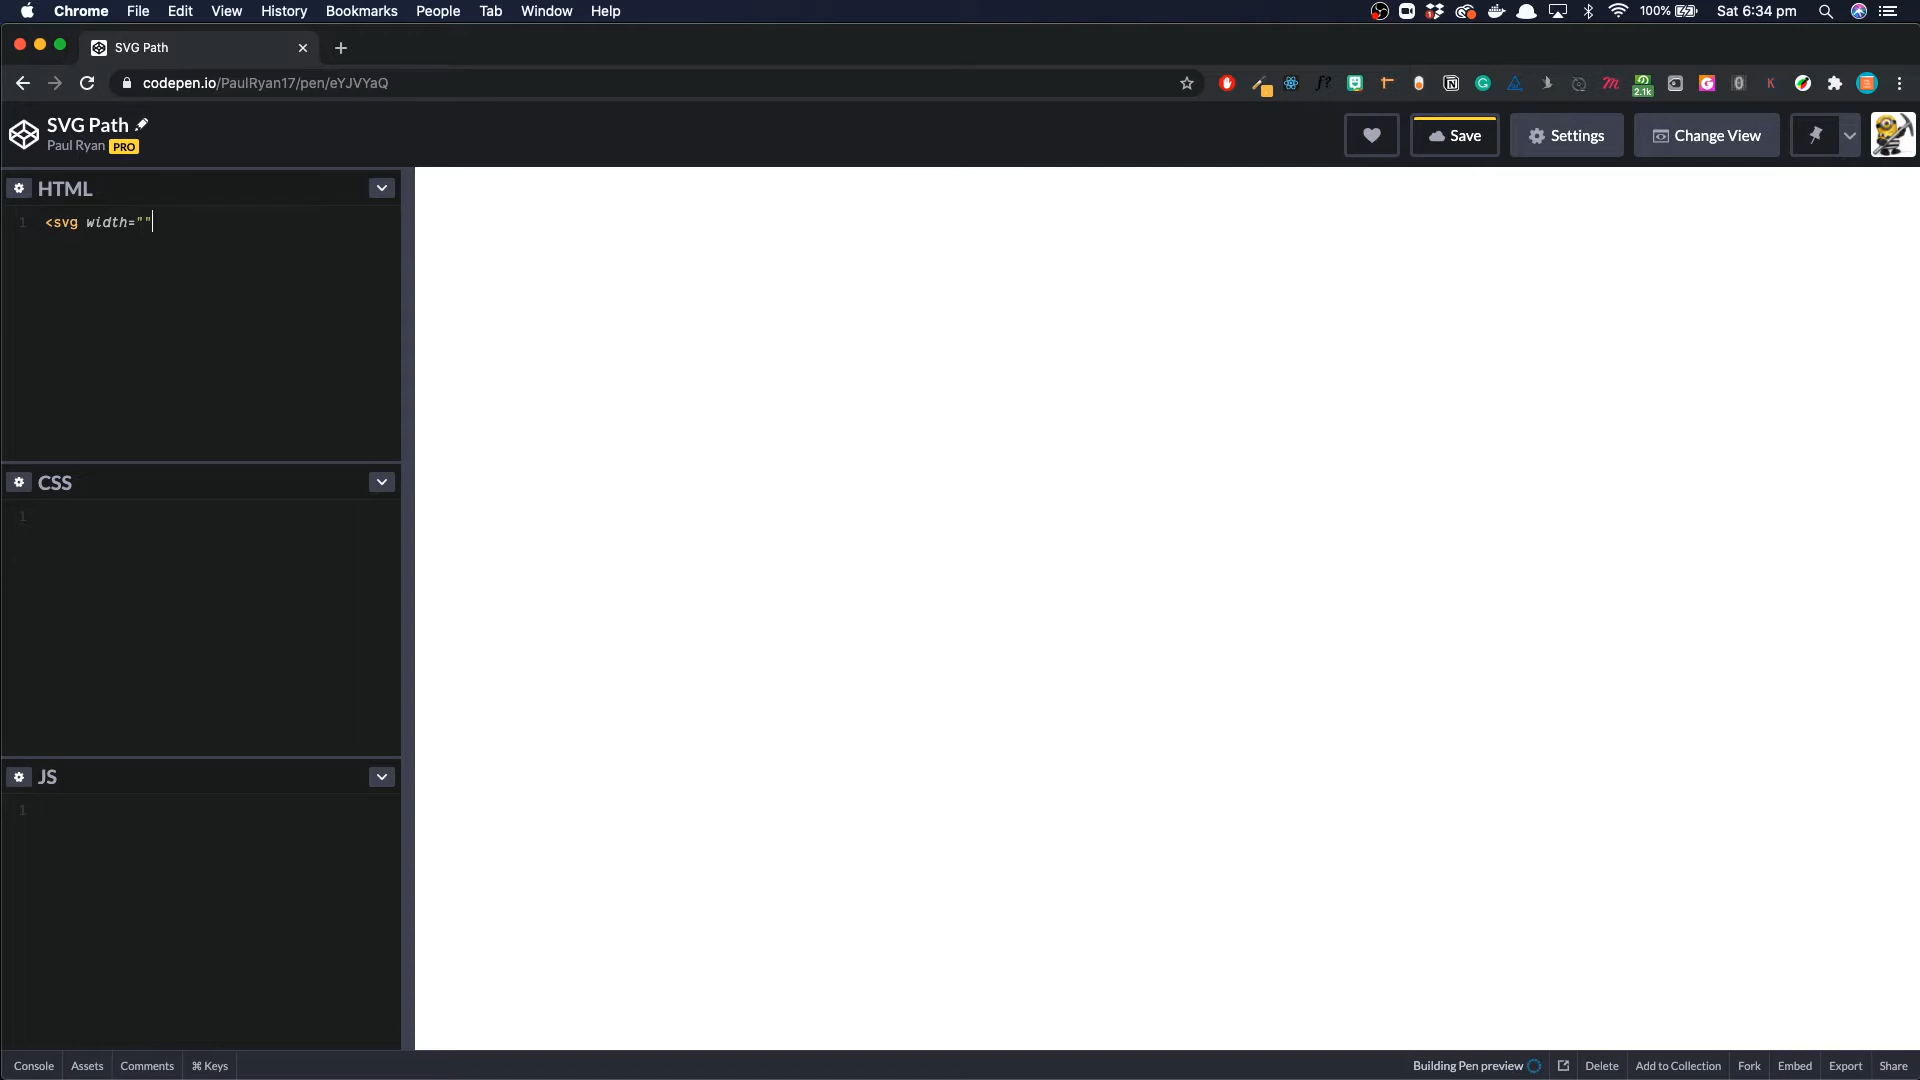 Chrome File Edit View History Bookmarks People Tab Window Help
100% Sat 6:34 pm
SVG Path
codepen.io/PaulRyan17/pen/eYJVYaQ
2.1k
SVG Path
Paul Ryan PRO
Save Settings Change View
HTML
1 <svg width=""
CSS
1
JS
1
Console Assets Comments ⌘ Keys
Building Pen preview Delete Add to Collection Fork Embed Export Share